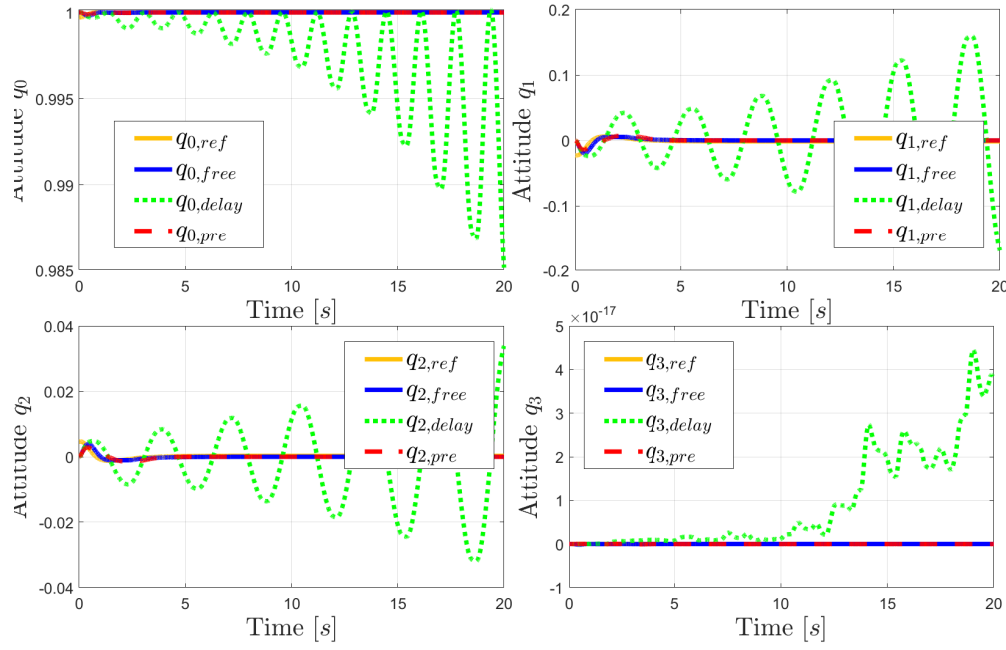 1
0.995
0.99
0.985
Attitude q0
q0,ref
q0,free
q0,delay
q0,pre
0 5 10 15 20
Time [s]
0.2
0.1
0
-0.1
-0.2
Attitude q1
q1,ref
q1,free
q1,delay
q1,pre
0 5 10 15 20
Time [s]
0.04
0.02
0
-0.02
-0.04
Attitude q2
q2,ref
q2,free
q2,delay
q2,pre
0 5 10 15 20
Time [s]
×10^-17
5
4
3
2
1
0
-1
Attitude q3
q3,ref
q3,free
q3,delay
q3,pre
0 5 10 15 20
Time [s]